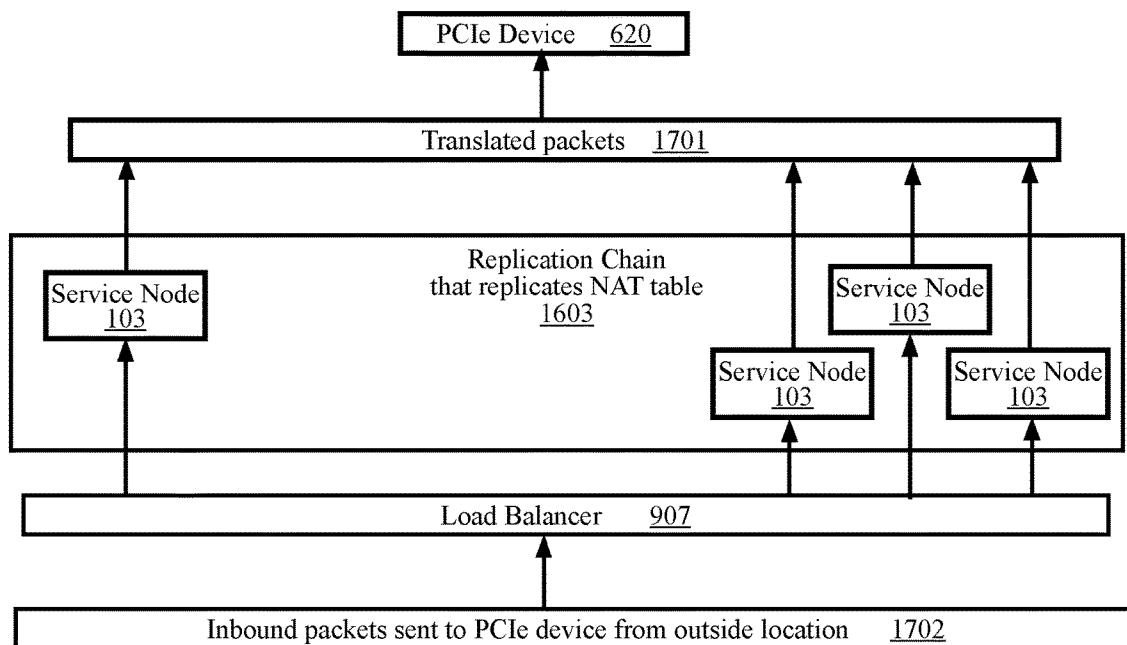 PCIe Device 620
Translated packets 1701
Replication Chain
that replicates NAT table
1603
Service Node
103
Service Node
103
Service Node
103
Service Node
103
Load Balancer 907
Inbound packets sent to PCIe device from outside location 1702